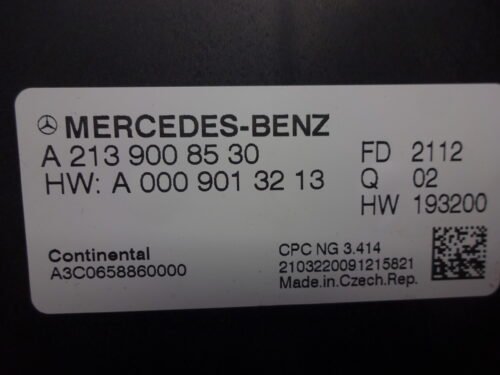 MERCEDES-BENZ
A 213 900 85 30
HW: A 000 901 32 13
FD 2112
Q 02
HW 193200
Continental
A3C0658860000
CPC NG 3.414
2103220091215821
Made.in.Czech.Rep.